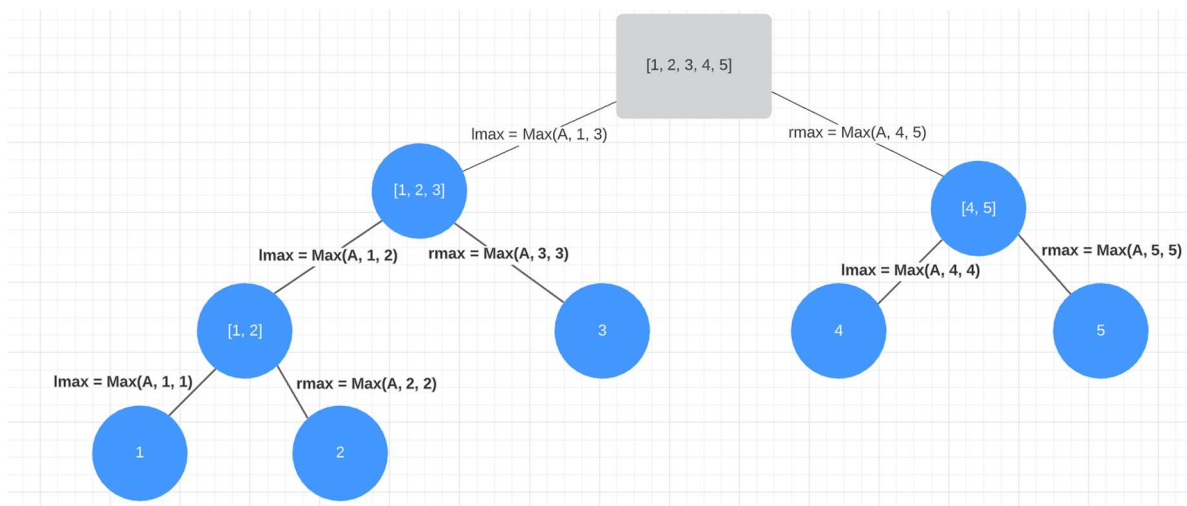 [1, 2, 3, 4, 5]
lmax = Max(A, 1, 3)
rmax = Max(A, 4, 5)
[1, 2, 3]
[4, 5]
lmax = Max(A, 1, 2)
rmax = Max(A, 3, 3)
lmax = Max(A, 4, 4)
rmax = Max(A, 5, 5)
[1, 2]
3
4
5
lmax = Max(A, 1, 1)
rmax = Max(A, 2, 2)
1
2